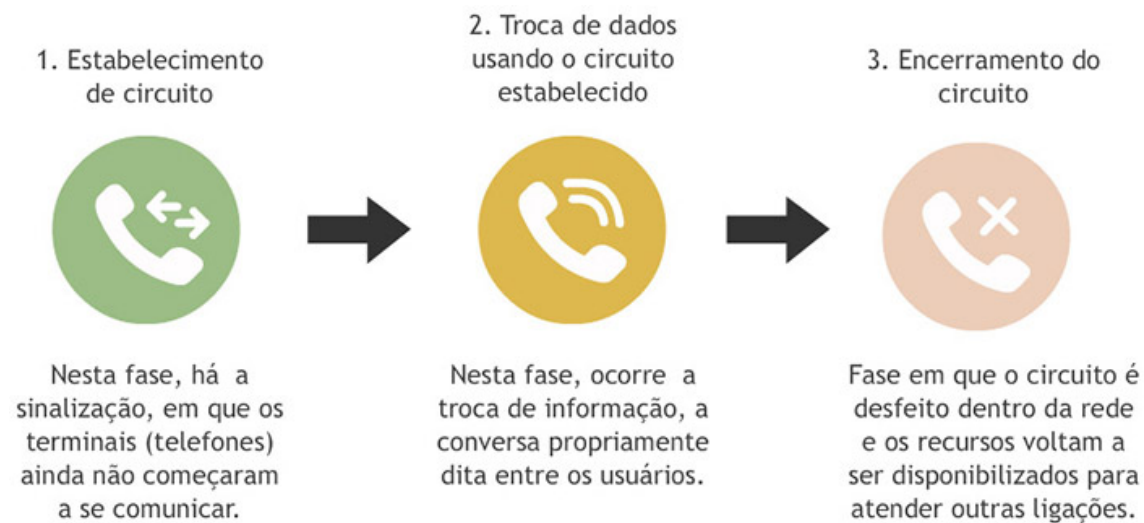 1. Estabelecimento
de circuito
2. Troca de dados
usando o circuito
estabelecido
3. Encerramento do
circuito
Nesta fase, há a
sinalização, em que os
terminais (telefones)
ainda não começaram
a se comunicar.
Nesta fase, ocorre a
troca de informação, a
conversa propriamente
dita entre os usuários.
Fase em que o circuito é
desfeito dentro da rede
e os recursos voltam a
ser disponibilizados para
atender outras ligações.